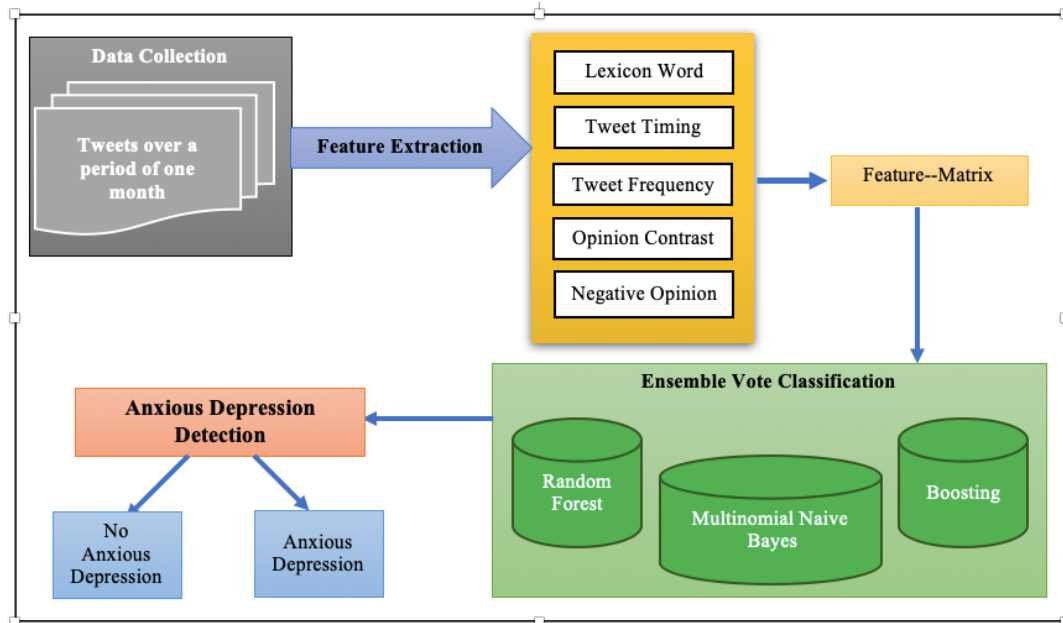 Data Collection
Tweets over a
period of one
month
Feature Extraction
Lexicon Word
Tweet Timing
Tweet Frequency
Opinion Contrast
Negative Opinion
Feature--Matrix
Ensemble Vote Classification
Random
Forest
Multinomial Naive
Bayes
Boosting
Anxious Depression
Detection
No
Anxious
Depression
Anxious
Depression